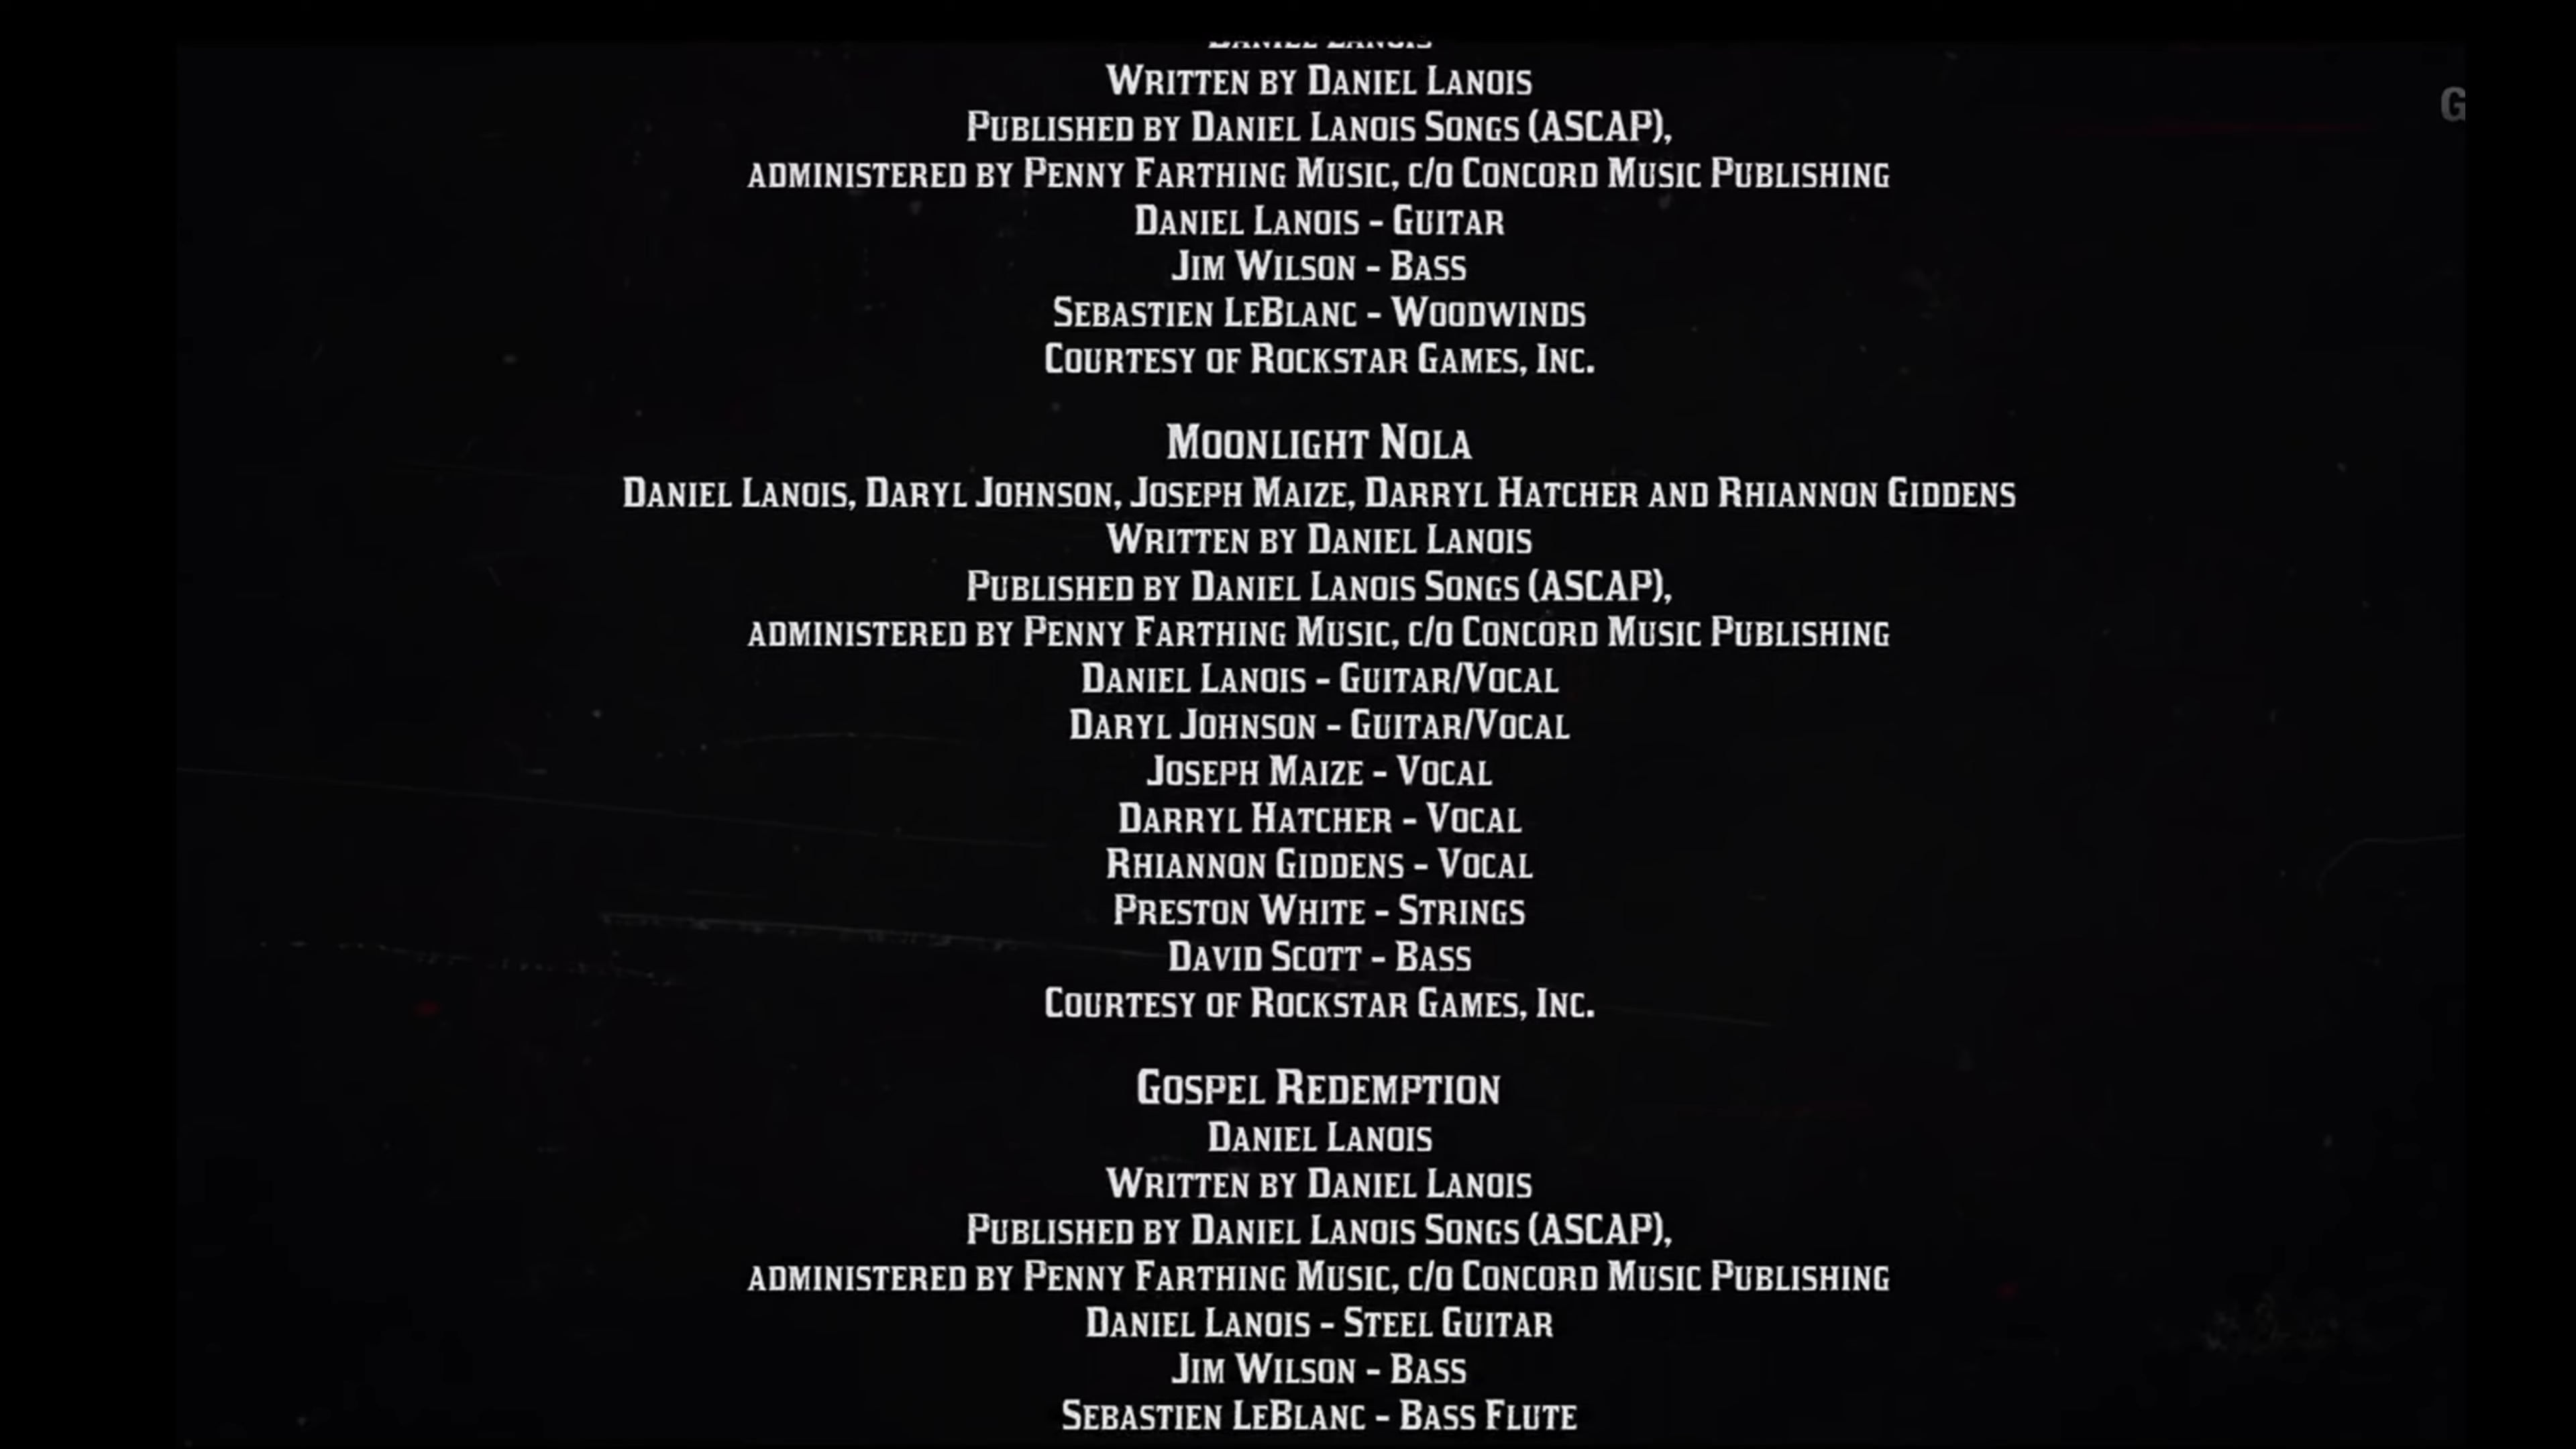 Daniel Lanois
Written by Daniel Lanois
Published by Daniel Lanois Songs (ASCAP),
administered by Penny Farthing Music, c/o Concord Music Publishing
Daniel Lanois - Guitar
Jim Wilson - Bass
Sebastien LeBlanc - Woodwinds
Courtesy of Rockstar Games, Inc.
Moonlight Nola
Daniel Lanois, Daryl Johnson, Joseph Maize, Darryl Hatcher and Rhiannon Giddens
Written by Daniel Lanois
Published by Daniel Lanois Songs (ASCAP),
administered by Penny Farthing Music, c/o Concord Music Publishing
Daniel Lanois - Guitar/Vocal
Daryl Johnson - Guitar/Vocal
Joseph Maize - Vocal
Darryl Hatcher - Vocal
Rhiannon Giddens - Vocal
Preston White - Strings
David Scott - Bass
Courtesy of Rockstar Games, Inc.
Gospel Redemption
Daniel Lanois
Written by Daniel Lanois
Published by Daniel Lanois Songs (ASCAP),
administered by Penny Farthing Music, c/o Concord Music Publishing
Daniel Lanois - Steel Guitar
Jim Wilson - Bass
Sebastien LeBlanc - Bass Flute